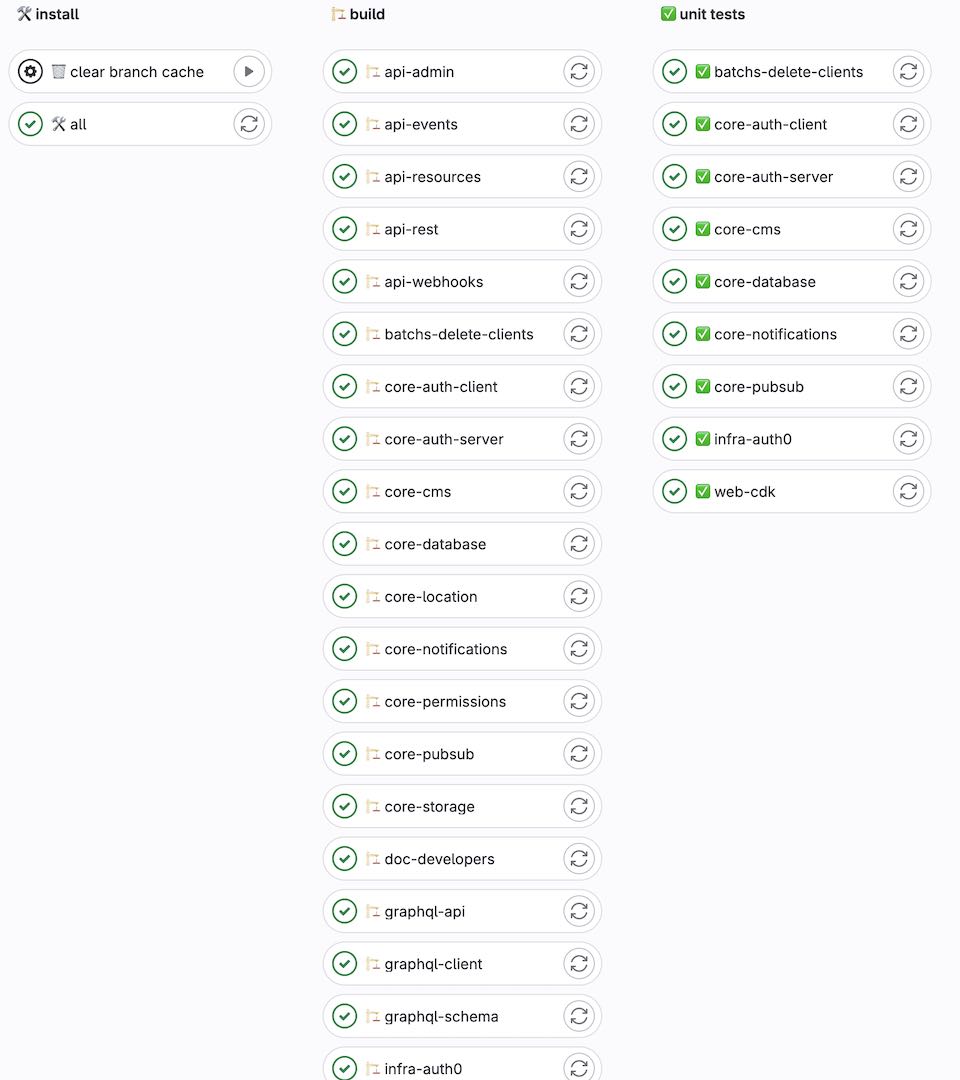 install
clear branch cache
all
build
api-admin
api-events
api-resources
api-rest
api-webhooks
batchs-delete-clients
core-auth-client
core-auth-server
core-cms
core-database
core-location
core-notifications
core-permissions
core-pubsub
core-storage
doc-developers
graphql-api
graphql-client
graphql-schema
infra-auth0
unit tests
batchs-delete-clients
core-auth-client
core-auth-server
core-cms
core-database
core-notifications
core-pubsub
infra-auth0
web-cdk